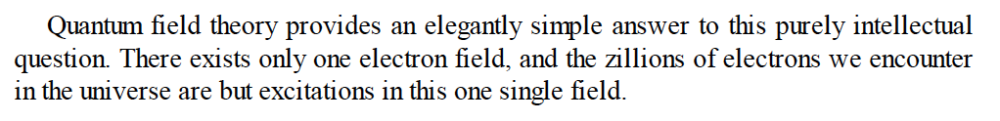 Quantum field theory provides an elegantly simple answer to this purely intellectual
question. There exists only one electron field, and the zillions of electrons we encounter
in the universe are but excitations in this one single field.